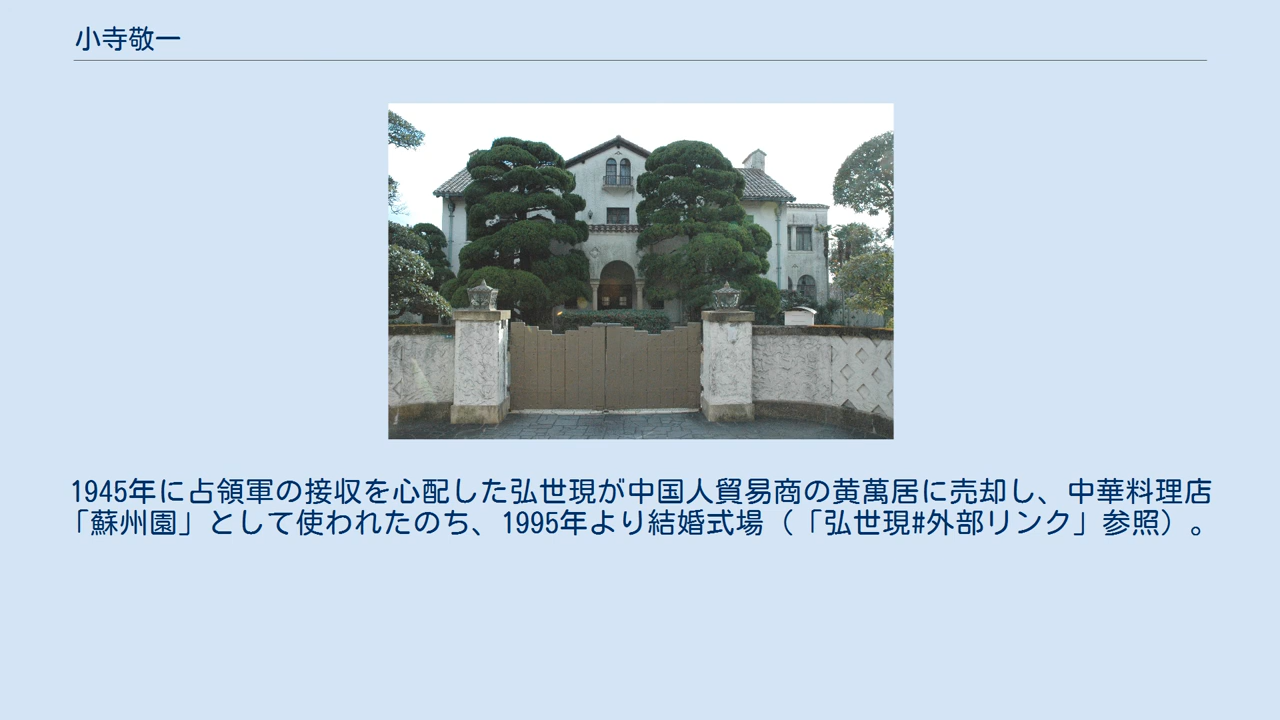 小寺敬一
1945年に占領軍の接収を心配した弘世現が中国人貿易商の黄萬居に売却し、中華料理店
「蘇州園」として使われたのち、1995年より結婚式場（「弘世現#外部リンク」参照）。